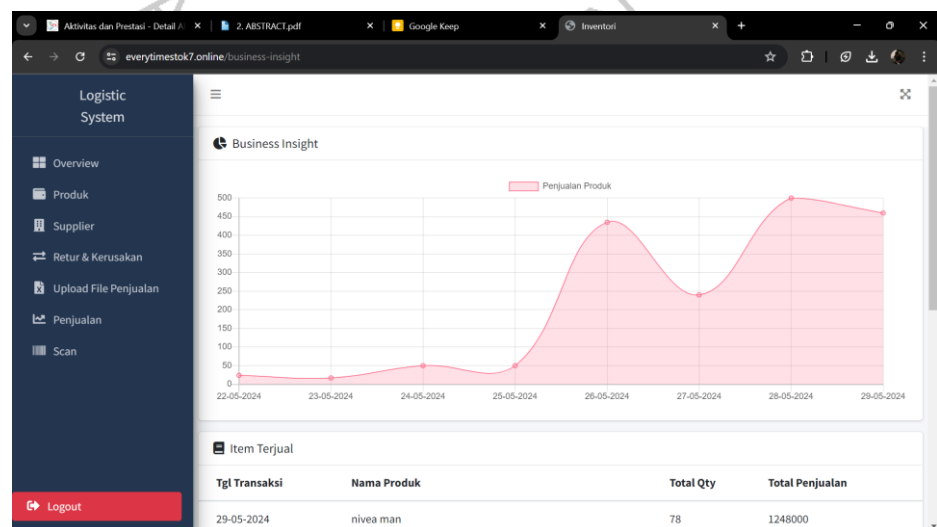 Aktivitas dan Prestasi - Detail A
2. ABSTRACT.pdf
Google Keep
Inventori
everytimestok7.online/business-insight
Logistic
System
Overview
Produk
Supplier
Retur & Kerusakan
Upload File Penjualan
Penjualan
Scan
Logout
Business Insight
Penjualan Produk
500
450
400
350
300
250
200
150
100
50
0
22-05-2024 23-05-2024 24-05-2024 25-05-2024 26-05-2024 27-05-2024 28-05-2024 29-05-2024
Item Terjual
Tgl Transaksi Nama Produk Total Qty Total Penjualan
29-05-2024 nivea man 78 1248000